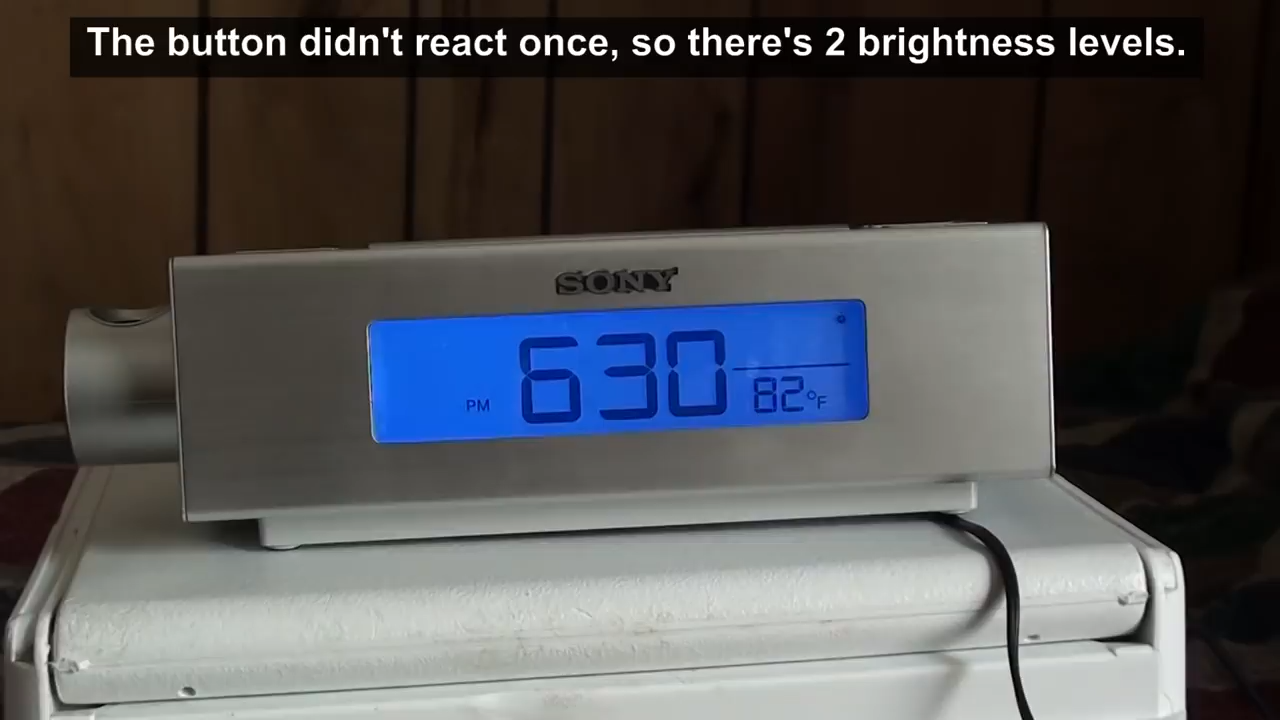 The button didn't react once, so there's 2 brightness levels.
SONY
PM 630 82°F